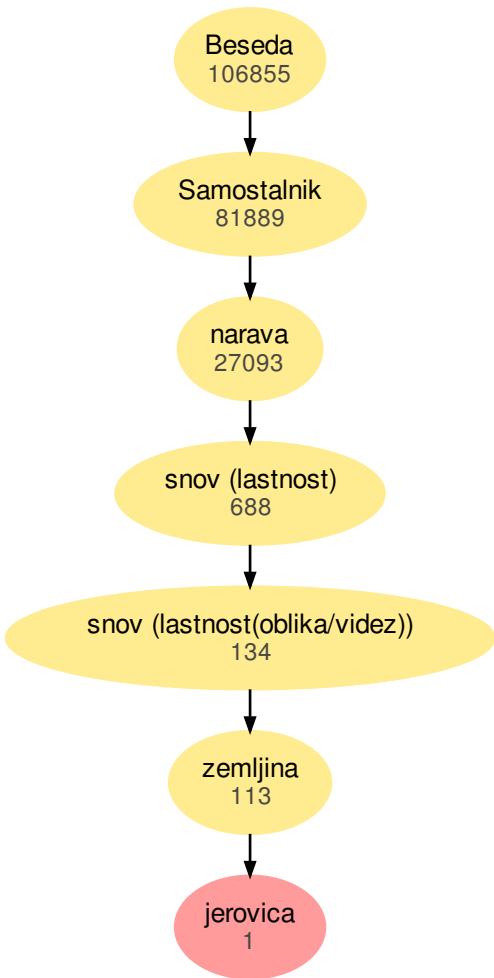 Beseda
106855
Samostalnik
81889
narava
27093
snov (lastnost)
688
snov (lastnost(oblika/videz))
134
zemljina
113
jerovica
1